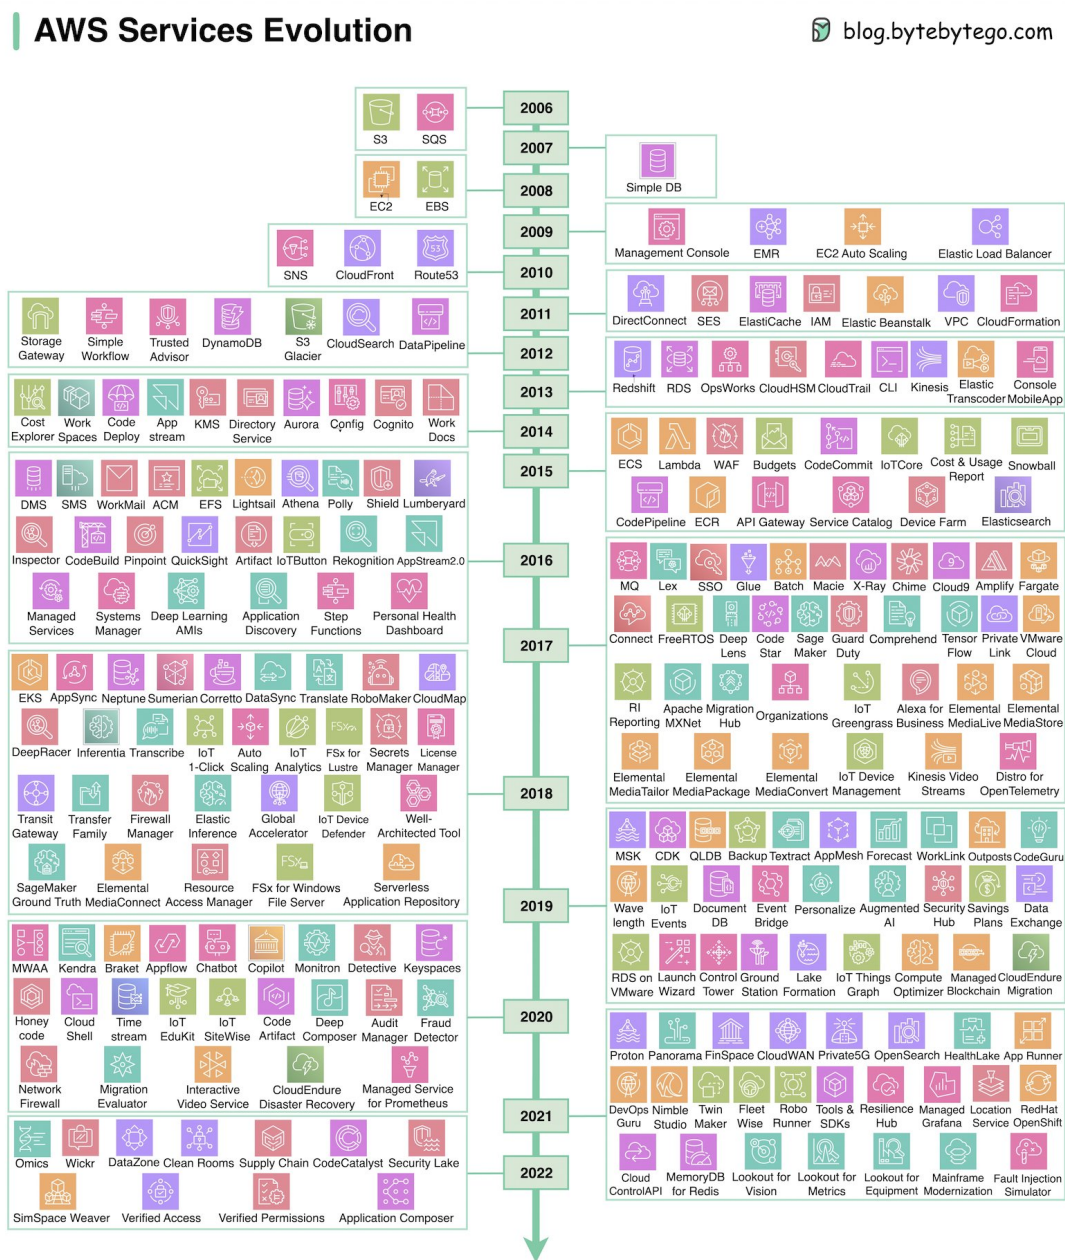 AWS Services Evolution
blog.bytebytego.com
2006
S3 SQS
2007
Simple DB
2008
EC2 EBS
2009
Management Console EMR EC2 Auto Scaling Elastic Load Balancer
2010
SNS CloudFront Route53
2011
DirectConnect SES ElastiCache IAM Elastic Beanstalk VPC CloudFormation
2012
Storage Gateway
Simple Workflow
Trusted Advisor
DynamoDB
S3 Glacier
CloudSearch
DataPipeline
2013
Redshift RDS OpsWorks CloudHSM CloudTrail CLI Kinesis
Elastic Transcoder
Console MobileApp
2014
Cost Explorer
Work Spaces
Code Deploy
App stream
KMS
Directory Service
Aurora
Config
Cognito
Work Docs
2015
ECS Lambda WAF Budgets CodeCommit IoTCore
Cost & Usage Report
Snowball
CodePipeline ECR API Gateway Service Catalog Device Farm Elasticsearch
2016
DMS SMS WorkMail ACM EFS Lightsail Athena Polly Shield Lumberyard
Inspector CodeBuild Pinpoint QuickSight Artifact IoTButton Rekognition AppStream2.0
Managed Services
Systems Manager
Deep Learning AMIs
Application Discovery
Step Functions
Personal Health Dashboard
2017
MQ Lex SSO Glue Batch Macie X-Ray Chime Cloud9 Amplify Fargate
Connect FreeRTOS
Deep Lens
Code Star
Sage Maker
Guard Duty
Comprehend
Tensor Flow
Private Link
VMware Cloud
RI Reporting
Apache MXNet
Migration Hub
Organizations
IoT Greengrass
Alexa for Business
Elemental MediaLive
Elemental MediaStore
Elemental MediaTailor
Elemental MediaPackage
Elemental MediaConvert
IoT Device Management
Kinesis Video Streams
Distro for OpenTelemetry
2018
EKS AppSync Neptune Sumerian Corretto DataSync Translate RoboMaker CloudMap
DeepRacer Inferentia Transcribe
IoT 1-Click
Auto Scaling
IoT Analytics
FSx
FSx for Lustre
Secrets Manager
License Manager
Transit Gateway
Transfer Family
Firewall Manager
Elastic Inference
Global Accelerator
IoT Device Defender
Well-Architected Tool
SageMaker Ground Truth
Elemental MediaConnect
Resource Access Manager
FSx
FSx for Windows File Server
Serverless Application Repository
2019
MSK CDK QLDB Backup Textract AppMesh Forecast WorkLink Outposts CodeGuru
Wave length
IoT Events
Document DB
Event Bridge
Personalize
Augmented AI
Security Hub
Savings Plans
Data Exchange
RDS on VMware
Launch Wizard
Control Tower
Ground Station
Lake Formation
IoT Things Graph
Compute Optimizer
Managed Blockchain
CloudEndure Migration
2020
MWAA Kendra Braket Appflow Chatbot Copilot Monitron Detective Keyspaces
Honey code
Cloud Shell
Time stream
IoT EduKit
IoT SiteWise
Code Artifact
Deep Composer
Audit Manager
Fraud Detector
Network Firewall
Migration Evaluator
Interactive Video Service
CloudEndure Disaster Recovery
Managed Service for Prometheus
2021
Proton Panorama FinSpace CloudWAN Private5G OpenSearch HealthLake App Runner
DevOps Guru
Nimble Studio
Twin Maker
Fleet Wise
Robo Runner
Tools & SDKs
Resilience Hub
Managed Grafana
Location Service
RedHat OpenShift
Cloud ControlAPI
MemoryDB for Redis
Lookout for Vision
Lookout for Metrics
Lookout for Equipment
Mainframe Modernization
Fault Injection Simulator
2022
Omics Wickr DataZone Clean Rooms Supply Chain CodeCatalyst Security Lake
SimSpace Weaver Verified Access Verified Permissions Application Composer